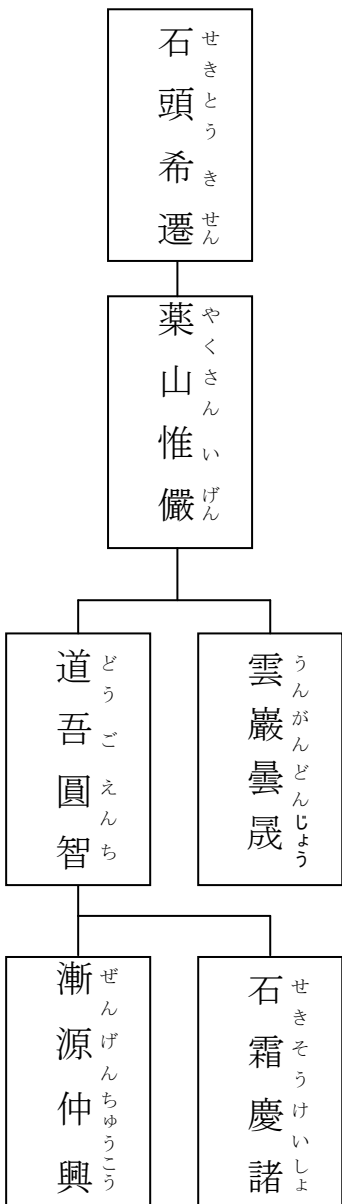 石頭希遷
せきとうきせん
薬山惟儼
やくさんいげん
雲巖曇晟
うんがんどんじょう
道吾圓智
どうごえんち
石霜慶諸
せきそうけいしょ
漸源仲興
ぜんげんちゅうこう